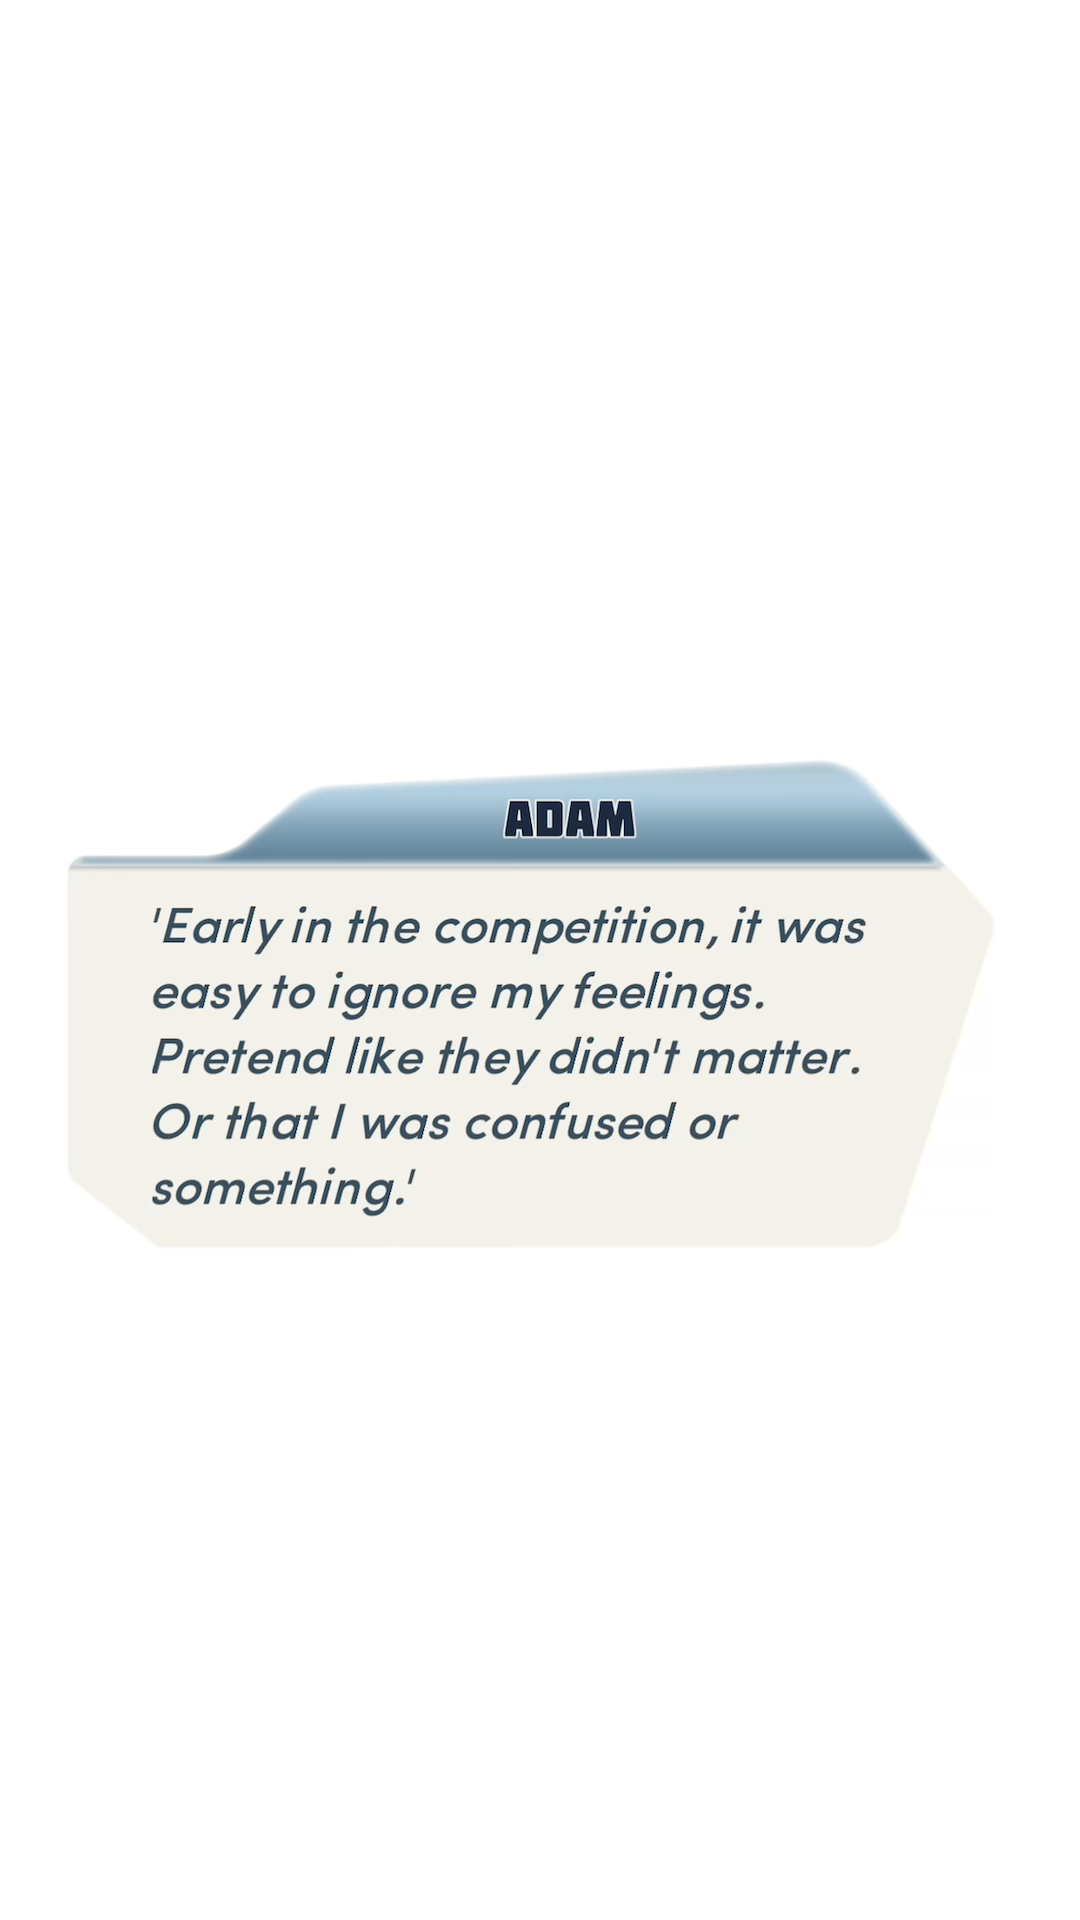 ADAM
'Early in the competition, it was
easy to ignore my feelings.
Pretend like they didn't matter.
Or that I was confused or
something.'